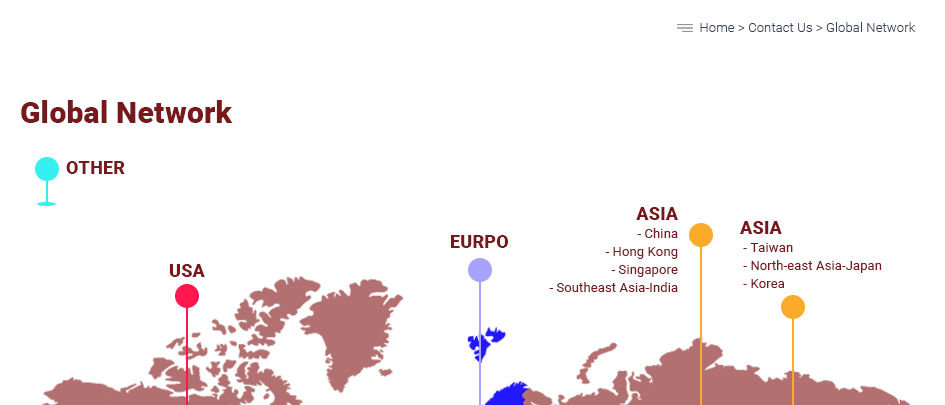 Home > Contact Us > Global Network
Global Network
OTHER
USA
EURPO
ASIA
- China
- Hong Kong
- Singapore
- Southeast Asia-India
ASIA
- Taiwan
- North-east Asia-Japan
- Korea